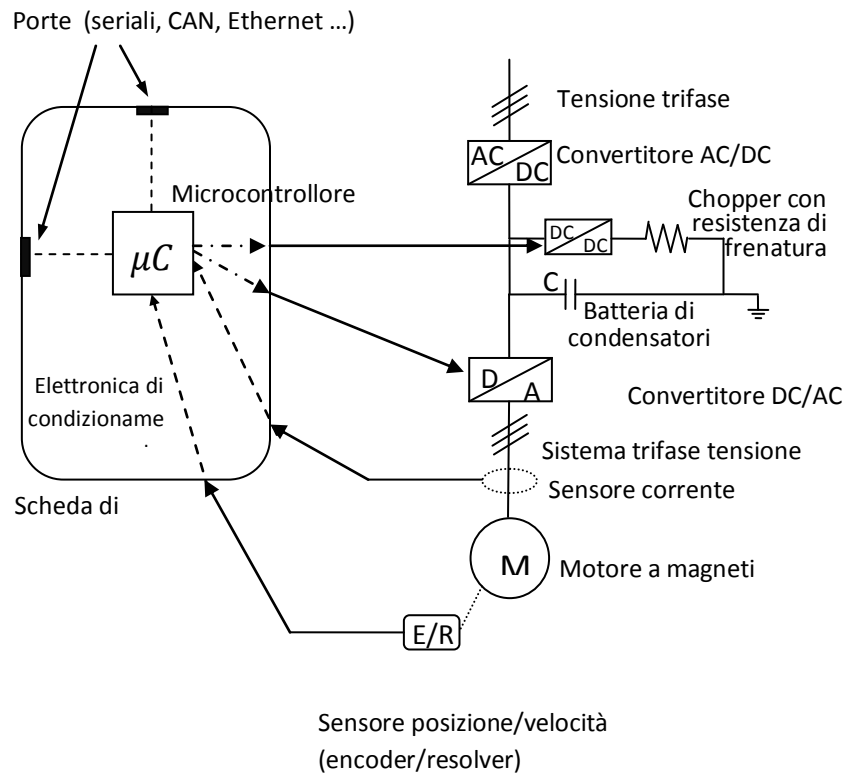 Porte (seriali, CAN, Ethernet ...)
Tensione trifase
AC
DC
Convertitore AC/DC
Microcontrollore
Chopper con
resistenza di
frenatura
DC
DC
μC
C
Batteria di
condensatori
D
A
Convertitore DC/AC
Elettronica di
condizioname
.
Sistema trifase tensione
Sensore corrente
Scheda di
M
Motore a magneti
E/R
Sensore posizione/velocità
(encoder/resolver)